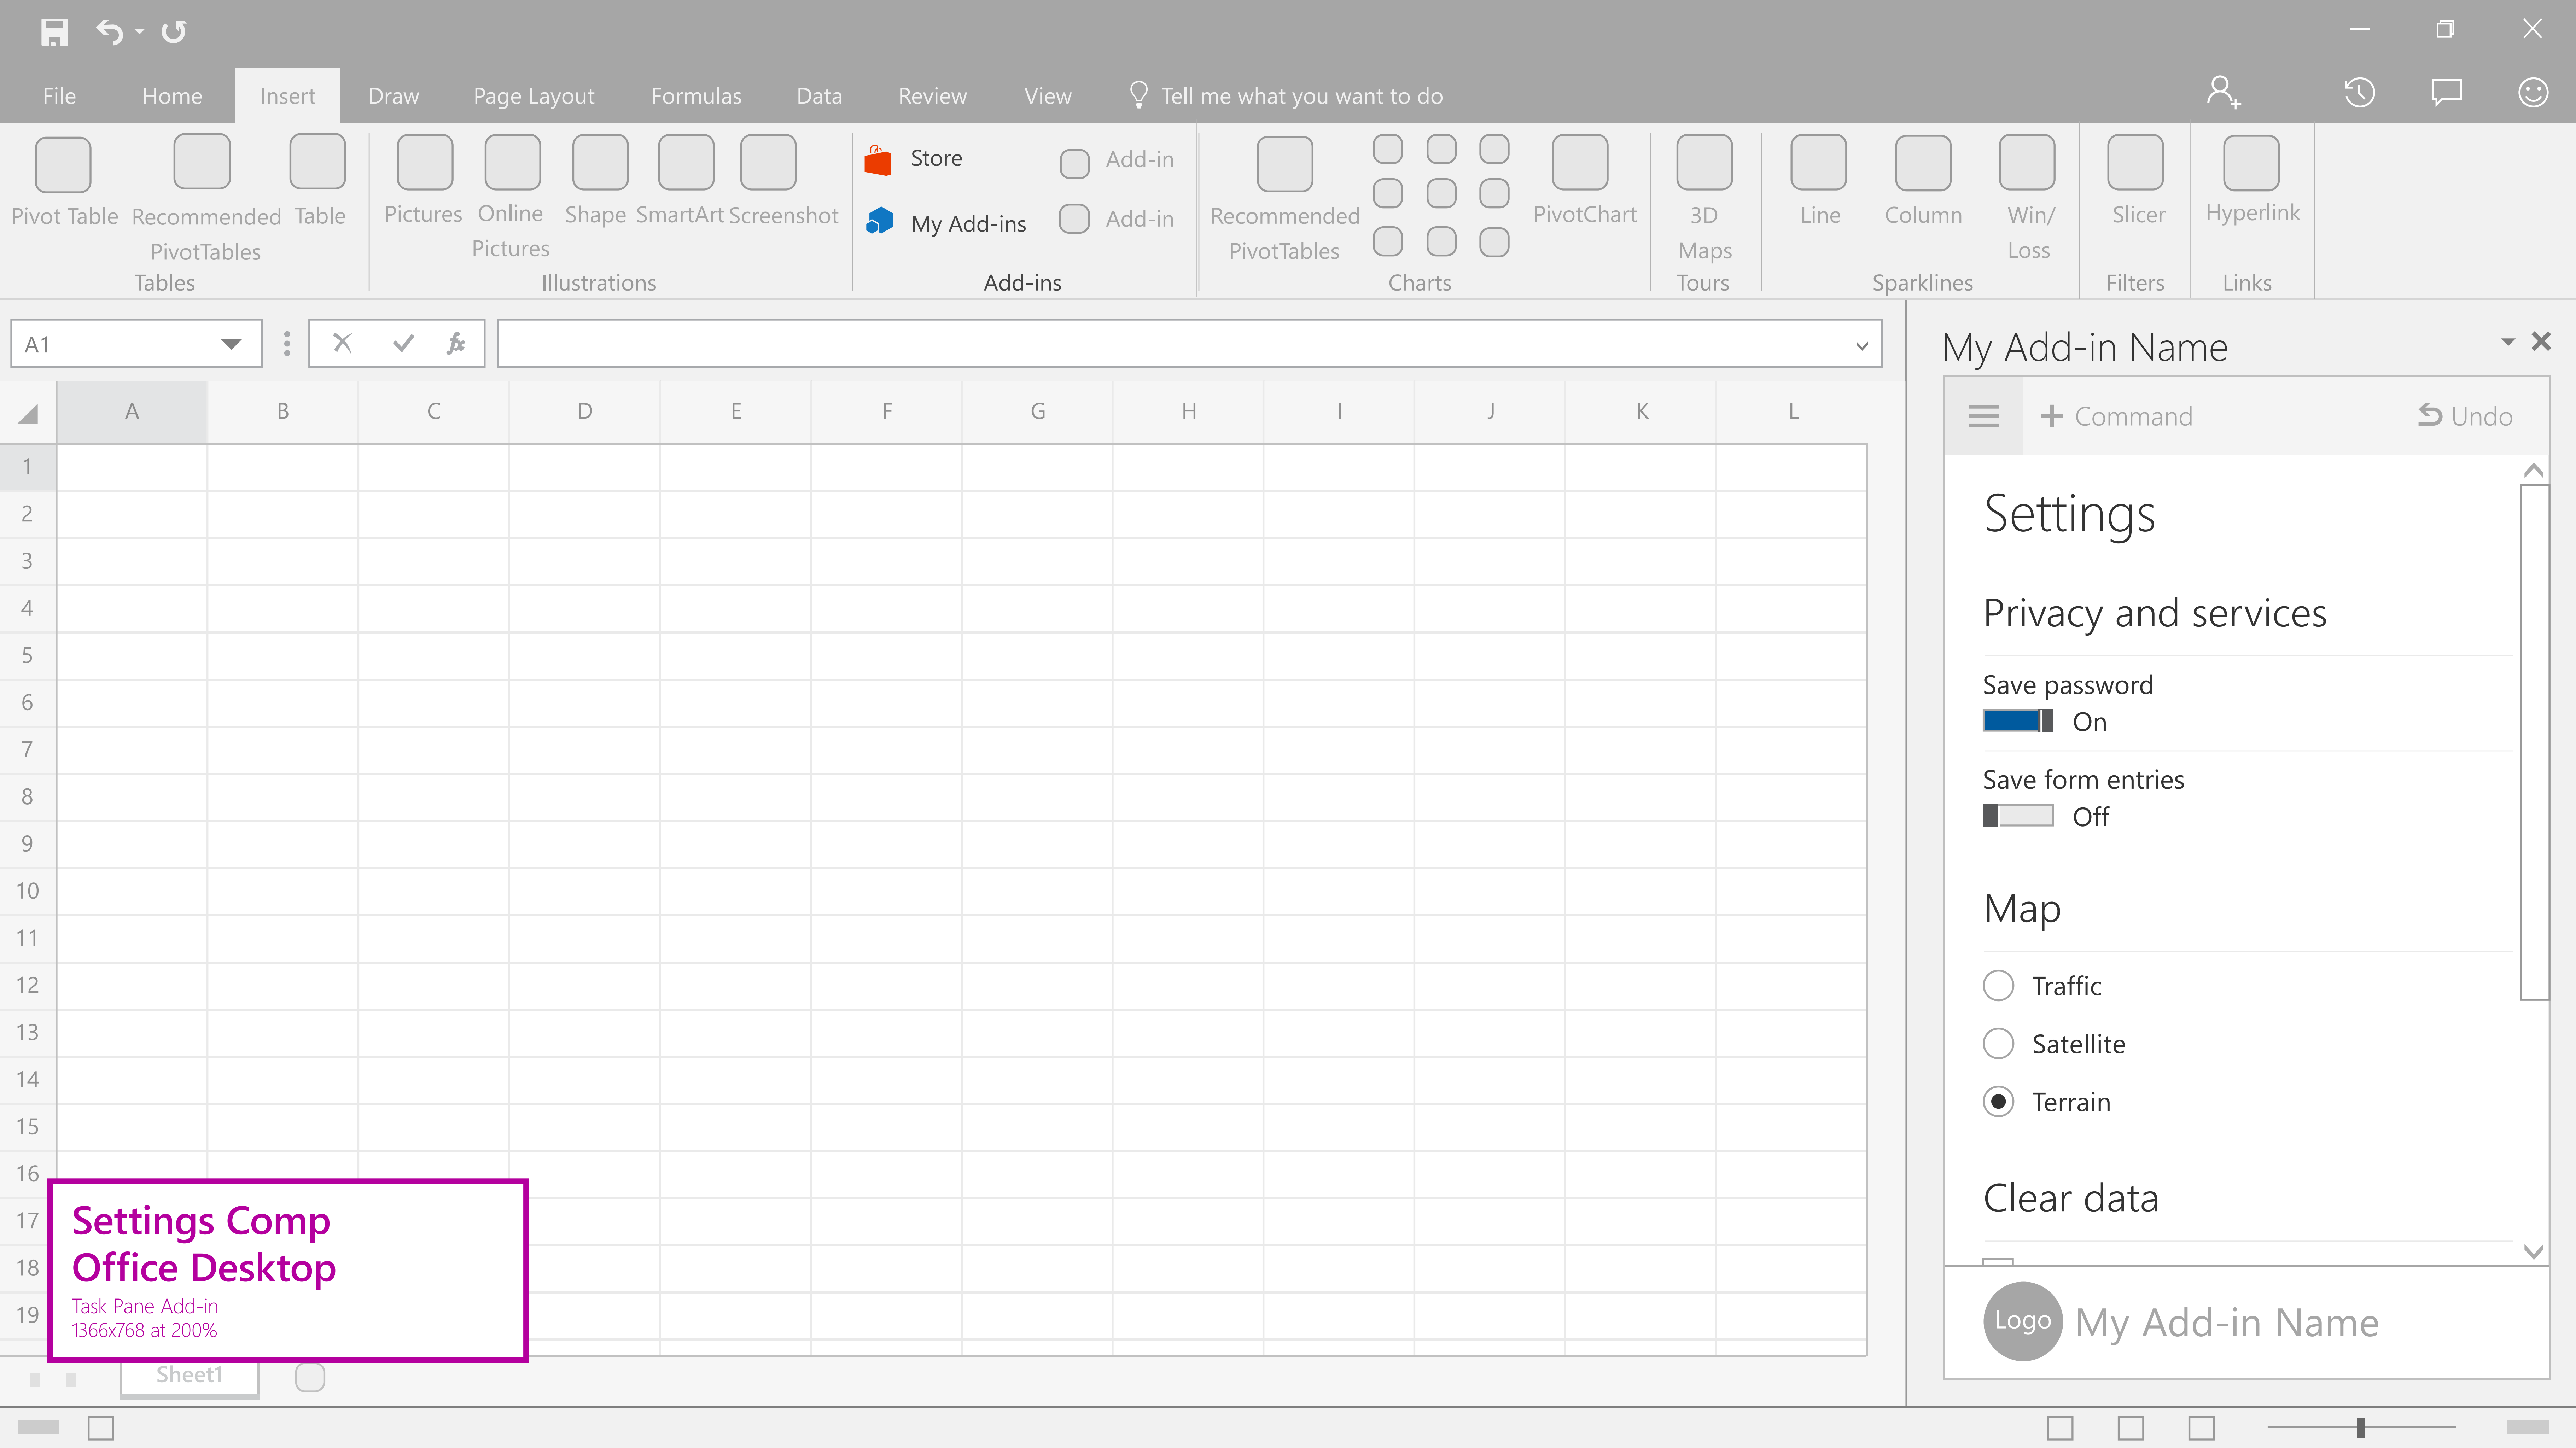 File Home Insert Draw Page Layout Formulas Data Review View Tell me what you want to do
Pivot Table
Recommended
PivotTables
Table
Tables
Pictures
Online
Pictures
Shape
SmartArt
Screenshot
Illustrations
Store
My Add-ins
Add-in
Add-in
Add-ins
Recommended
PivotTables
PivotChart
Charts
3D
Maps
Tours
Line
Column
Win/
Loss
Sparklines
Slicer
Filters
Hyperlink
Links
A1
fx
A B C D E F G H I J K L
1
2
3
4
5
6
7
8
9
10
11
12
13
14
15
16
17
18
19
Settings Comp
Office Desktop
Task Pane Add-in
1366x768 at 200%
Sheet1
My Add-in Name
Command
Undo
Settings
Privacy and services
Save password
On
Save form entries
Off
Map
Traffic
Satellite
Terrain
Clear data
Logo
My Add-in Name